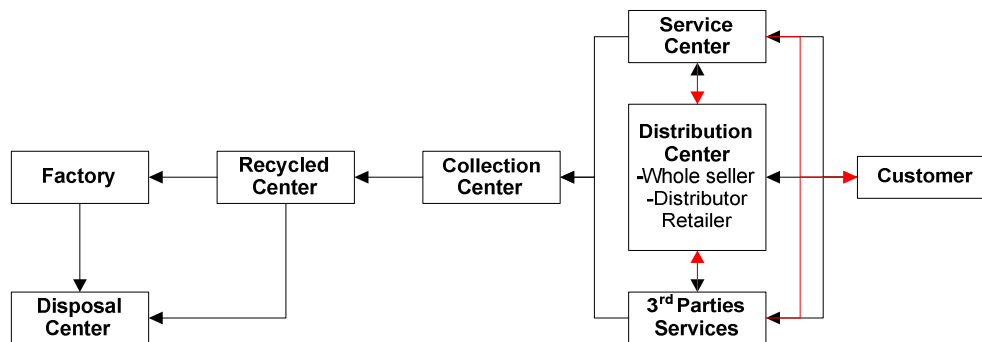 Service
Center
Distribution
Center
-Whole seller
-Distributor
Retailer
Factory
Recycled
Center
Collection
Center
Customer
Disposal
Center
3rd Parties
Services